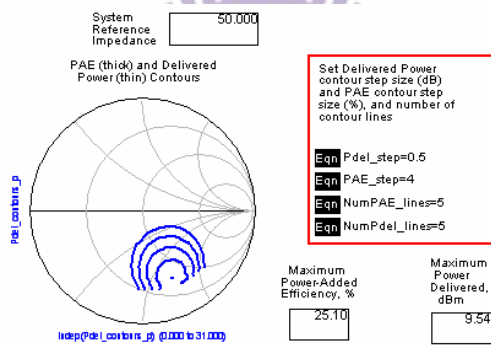 System
Reference
Impedance
50.000
PAE (thick) and Delivered
Power (thin) Contours
Pdel_contours_p
indep(Pdel_contours_p) (0.000 to 31.000)
Set Delivered Power
contour step size (dB)
and PAE contour step
size (%), and number of
contour lines
Eqn Pdel_step=0.5
Eqn PAE_step=4
Eqn NumPAE_lines=5
Eqn NumPdel_lines=5
Maximum
Power-Added
Efficiency, %
25.10
Maximum
Power
Delivered,
dBm
9.54